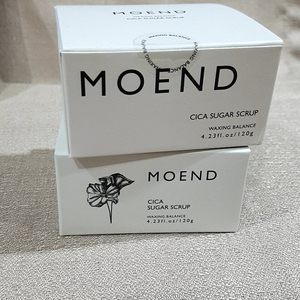 MOEND
CICA SUGAR SCRUP
WAXING BALANCE
4.23fl.oz/120g
MOEND
CICA
SUGAR SCRUP
WAXING BALANCE
4.23fl.oz/120g